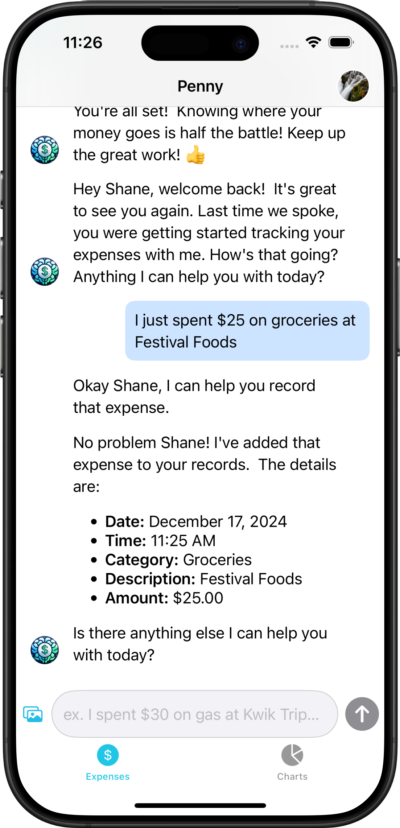 11:26
Penny
You're all set!  Knowing where your
money goes is half the battle! Keep up
the great work! 👍
Hey Shane, welcome back!  It's great
to see you again. Last time we spoke,
you were getting started tracking your
expenses with me. How's that going?
Anything I can help you with today?
I just spent $25 on groceries at
Festival Foods
Okay Shane, I can help you record
that expense.
No problem Shane! I've added that
expense to your records.  The details
are:
• Date: December 17, 2024
• Time: 11:25 AM
• Category: Groceries
• Description: Festival Foods
• Amount: $25.00
Is there anything else I can help you
with today?
ex. I spent $30 on gas at Kwik Trip...
$
Expenses
Charts